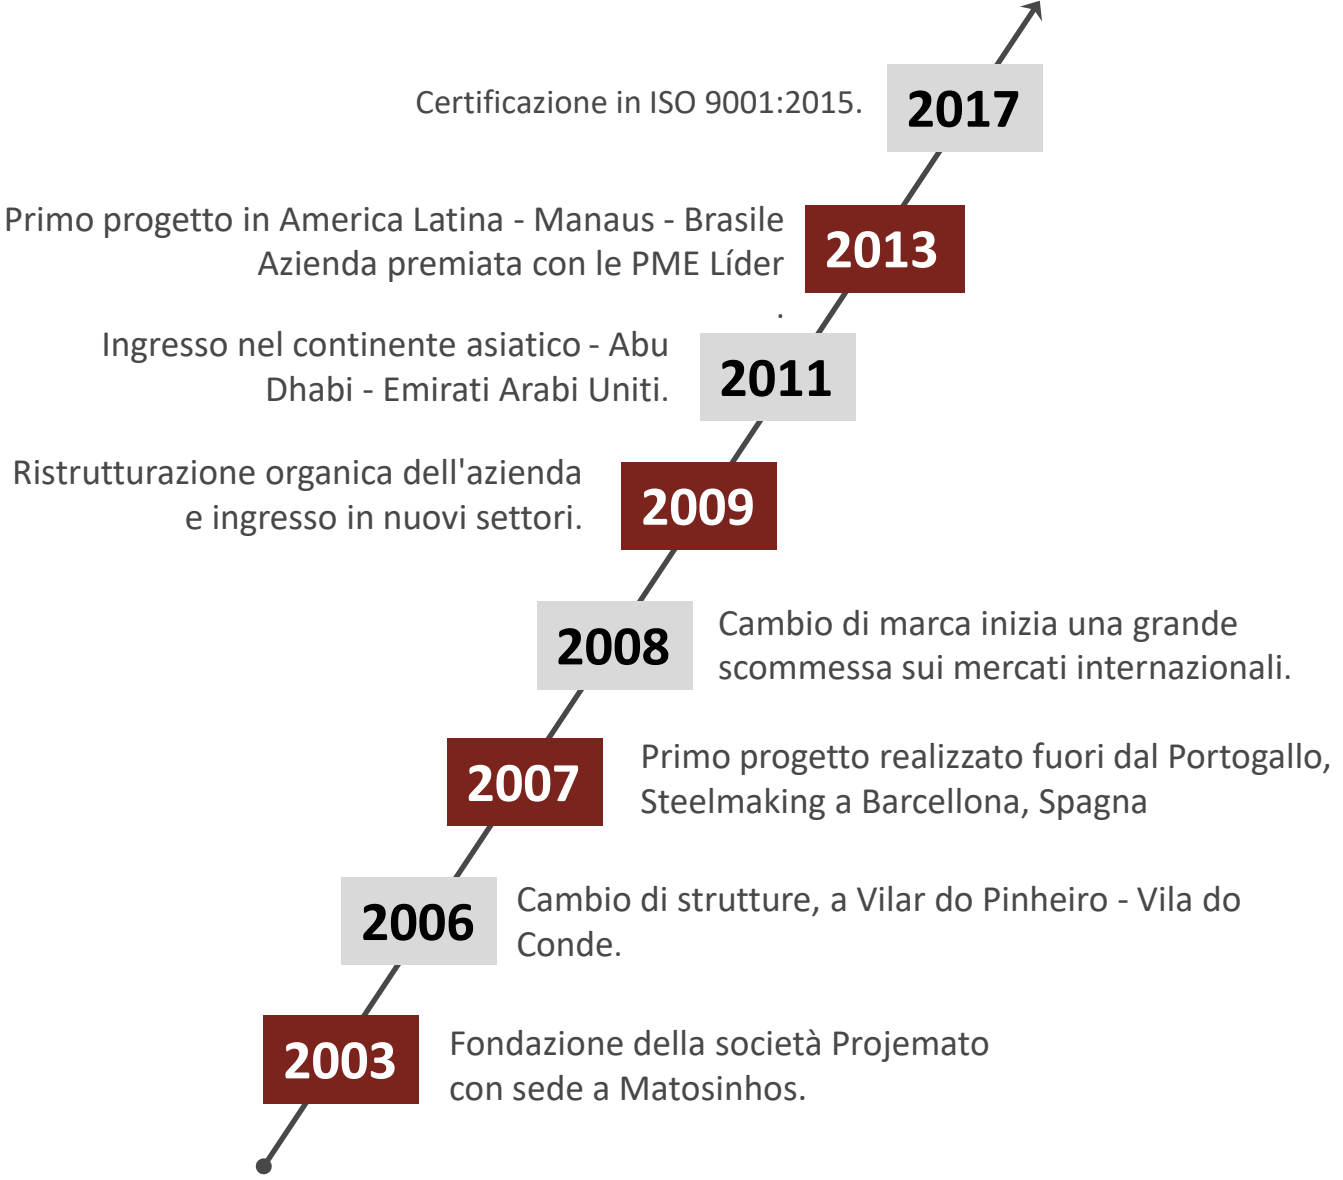 Certificazione in ISO 9001:2015.
2017
Primo progetto in America Latina - Manaus - Brasile
Azienda premiata con le PME Líder
.
2013
Ingresso nel continente asiatico - Abu
Dhabi - Emirati Arabi Uniti.
2011
Ristrutturazione organica dell'azienda
e ingresso in nuovi settori.
2009
2008
Cambio di marca inizia una grande
scommessa sui mercati internazionali.
2007
Primo progetto realizzato fuori dal Portogallo,
Steelmaking a Barcellona, Spagna
2006
Cambio di strutture, a Vilar do Pinheiro - Vila do
Conde.
2003
Fondazione della società Projemato
con sede a Matosinhos.